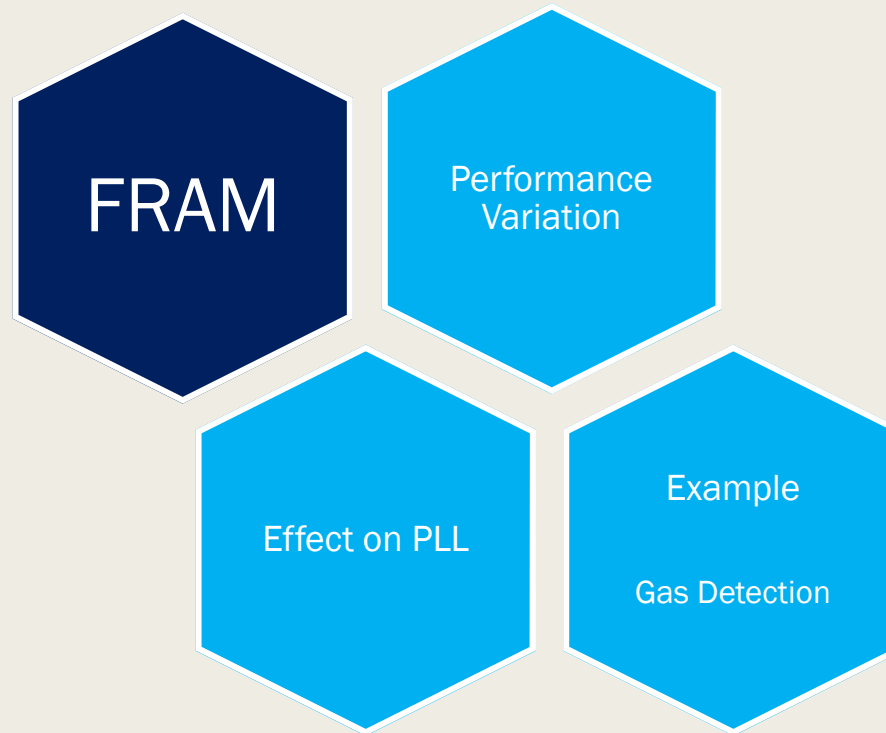 FRAM
Performance
Variation
Effect on PLL
Example
Gas Detection